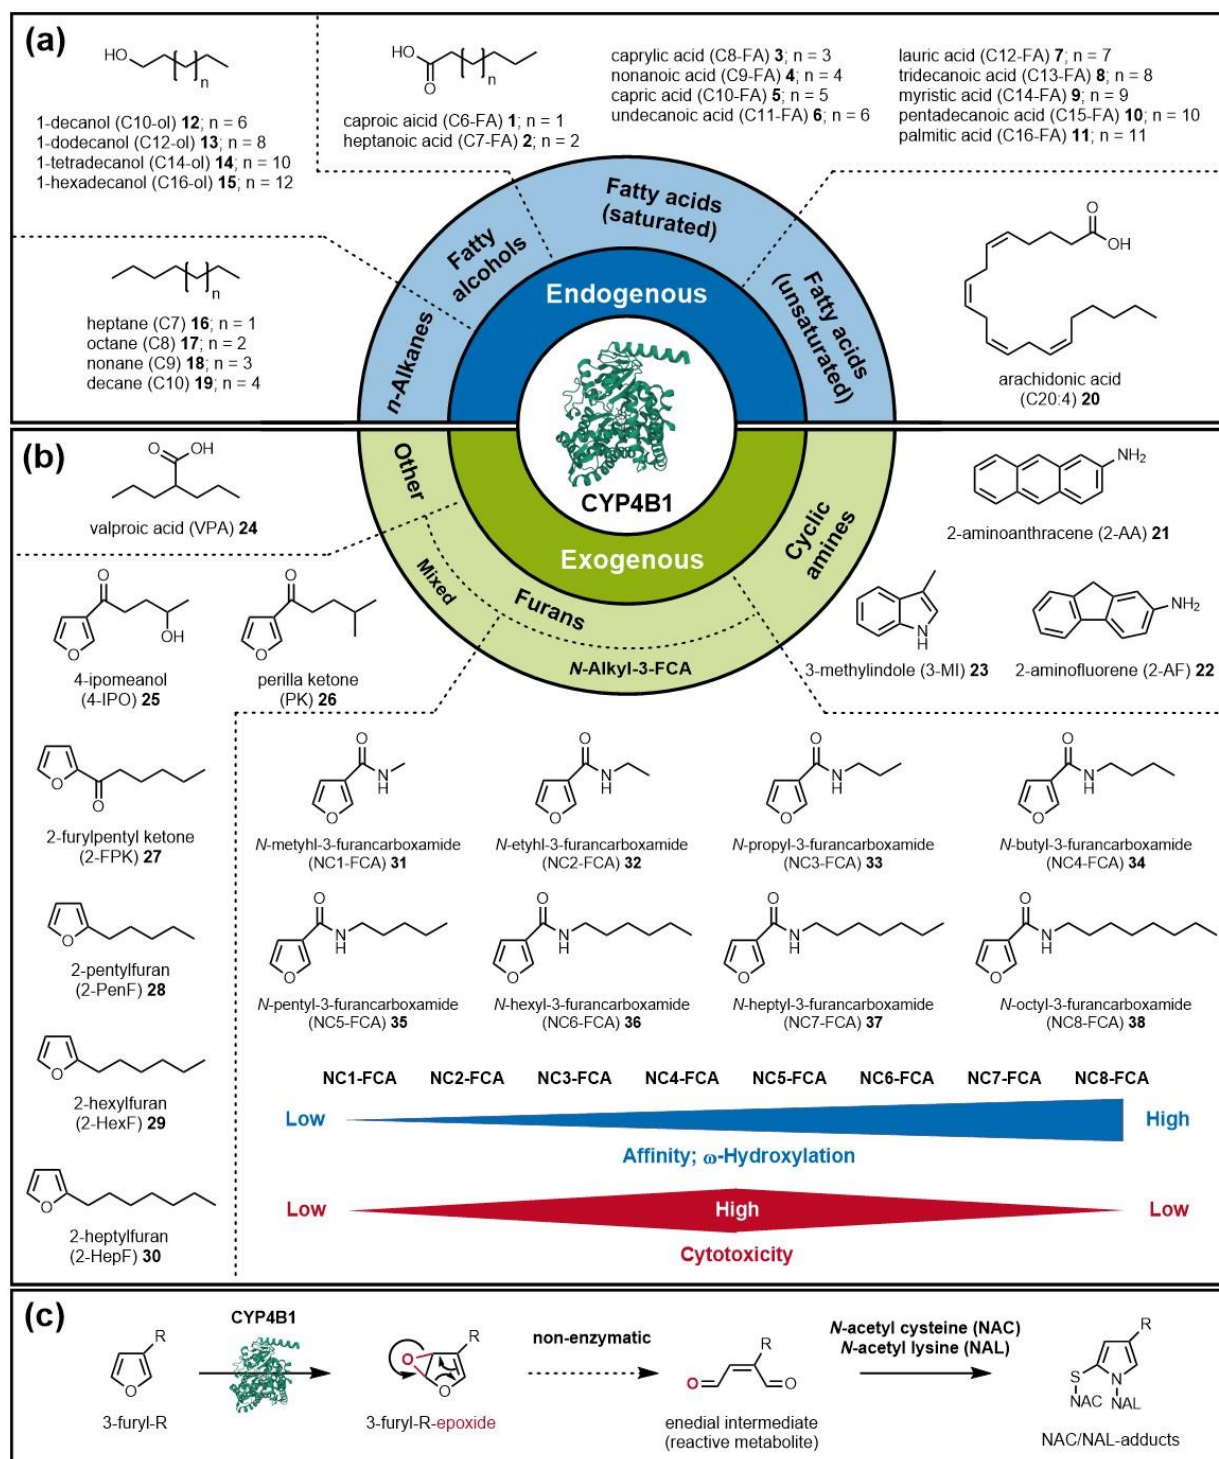 (a)
HO
n
1-decanol (C10-ol) 12; n = 6
1-dodecanol (C12-ol) 13; n = 8
1-tetradecanol (C14-ol) 14; n = 10
1-hexadecanol (C16-ol) 15; n = 12
HO
O
n
caproic aicid (C6-FA) 1; n = 1
heptanoic acid (C7-FA) 2; n = 2
caprylic acid (C8-FA) 3; n = 3
nonanoic acid (C9-FA) 4; n = 4
capric acid (C10-FA) 5; n = 5
undecanoic acid (C11-FA) 6; n = 6
lauric acid (C12-FA) 7; n = 7
tridecanoic acid (C13-FA) 8; n = 8
myristic acid (C14-FA) 9; n = 9
pentadecanoic acid (C15-FA) 10; n = 10
palmitic acid (C16-FA) 11; n = 11
n
heptane (C7) 16; n = 1
octane (C8) 17; n = 2
nonane (C9) 18; n = 3
decane (C10) 19; n = 4
n-Alkanes
Fatty
alcohols
Fatty acids
(saturated)
Fatty acids
(unsaturated)
Endogenous
CYP4B1
O
OH
arachidonic acid
(C20:4) 20
(b)
O
OH
valproic acid (VPA) 24
Other
Mixed
Furans
N-Alkyl-3-FCA
Cyclic
amines
Exogenous
NH2
2-aminoanthracene (2-AA) 21
N
H
3-methylindole (3-MI) 23
NH2
2-aminofluorene (2-AF) 22
O
O
OH
4-ipomeanol
(4-IPO) 25
O
O
perilla ketone
(PK) 26
O
O
2-furylpentyl ketone
(2-FPK) 27
O
2-pentylfuran
(2-PenF) 28
O
2-hexylfuran
(2-HexF) 29
O
2-heptylfuran
(2-HepF) 30
O
N
H
O
N-metyhl-3-furancarboxamide
(NC1-FCA) 31
O
N
H
O
N-etyhl-3-furancarboxamide
(NC2-FCA) 32
O
N
H
O
N-propyl-3-furancarboxamide
(NC3-FCA) 33
O
N
H
O
N-butyl-3-furancarboxamide
(NC4-FCA) 34
O
N
H
O
N-pentyl-3-furancarboxamide
(NC5-FCA) 35
O
N
H
O
N-hexyl-3-furancarboxamide
(NC6-FCA) 36
O
N
H
O
N-heptyl-3-furancarboxamide
(NC7-FCA) 37
O
N
H
O
N-octyl-3-furancarboxamide
(NC8-FCA) 38
NC1-FCA NC2-FCA NC3-FCA NC4-FCA NC5-FCA NC6-FCA NC7-FCA NC8-FCA
Low High
Affinity; ω-Hydroxylation
Low High Low
Cytotoxicity
(c)
R
O
3-furyl-R
CYP4B1
O
R
O
3-furyl-R-epoxide
non-enzymatic
R
O
O
enedial intermediate
(reactive metabolite)
N-acetyl cysteine (NAC)
N-acetyl lysine (NAL)
R
S
N
NAC
NAL
NAC/NAL-adducts